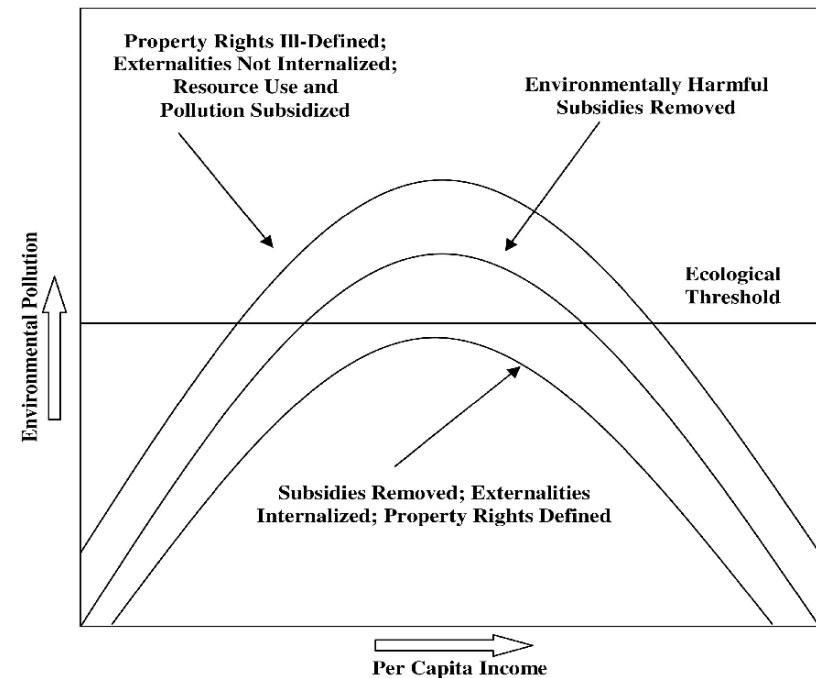 Property Rights Ill-Defined;
Externalities Not Internalized;
Resource Use and
Pollution Subsidized
Environmentally Harmful
Subsidies Removed
Ecological
Threshold
Environmental Pollution
Subsidies Removed; Externalities
Internalized; Property Rights Defined
Per Capita Income